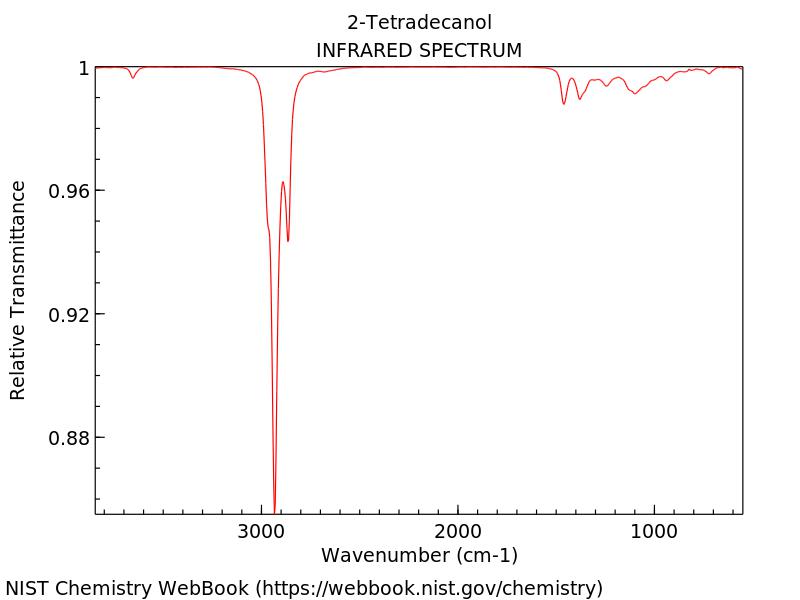 2-Tetradecanol
INFRARED SPECTRUM
1
0.96
0.92
0.88
Relative Transmittance
3000 2000 1000
Wavenumber (cm-1)
NIST Chemistry WebBook (https://webbook.nist.gov/chemistry)